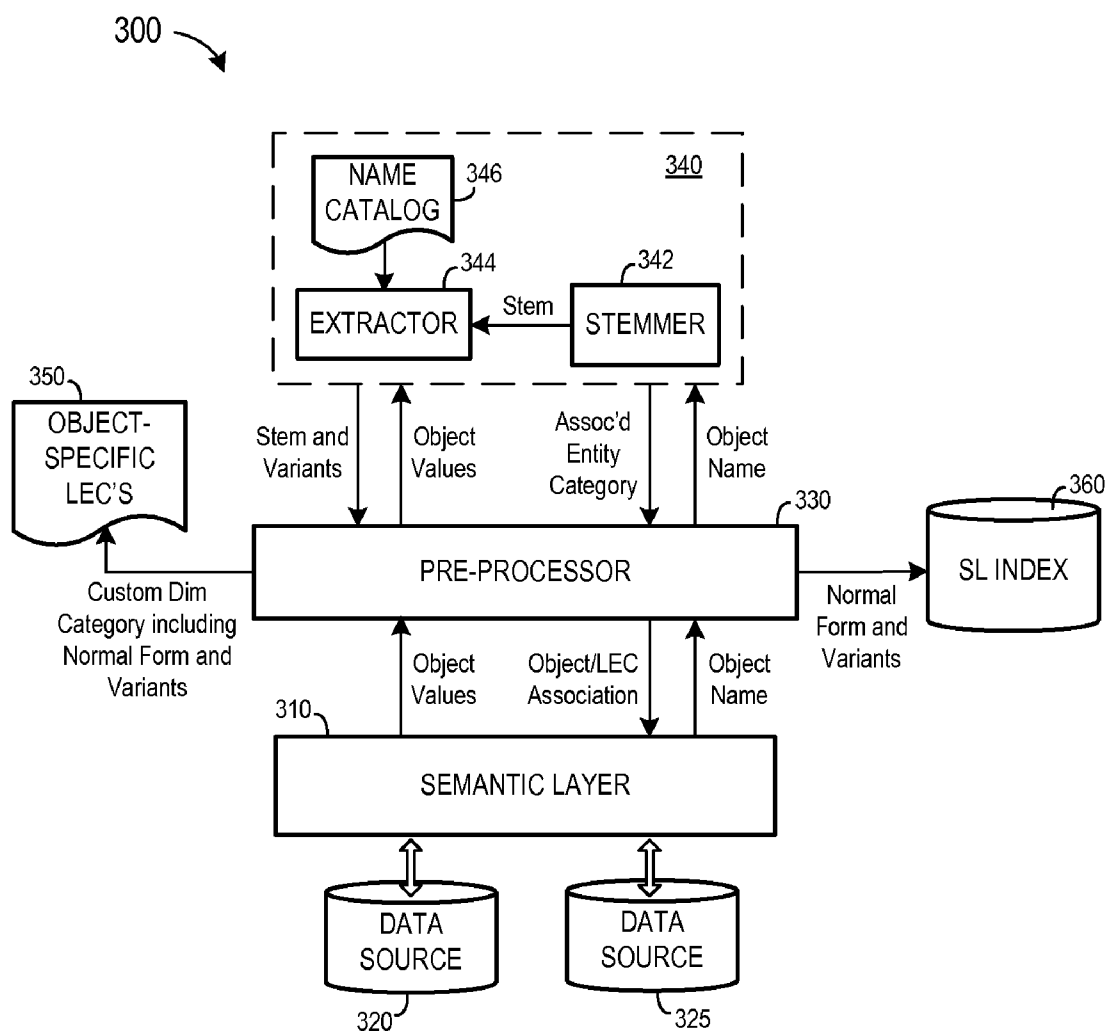 300
340
NAME
CATALOG
346
344
342
EXTRACTOR
Stem
STEMMER
350
OBJECT-
SPECIFIC
LEC'S
Stem and
Variants
Object
Values
Assoc'd
Entity
Category
Object
Name
330
360
PRE-PROCESSOR
SL INDEX
Custom Dim
Category including
Normal Form and
Variants
Normal
Form and
Variants
Object
Values
Object/LEC
Association
Object
Name
310
SEMANTIC LAYER
DATA
SOURCE
DATA
SOURCE
320
325